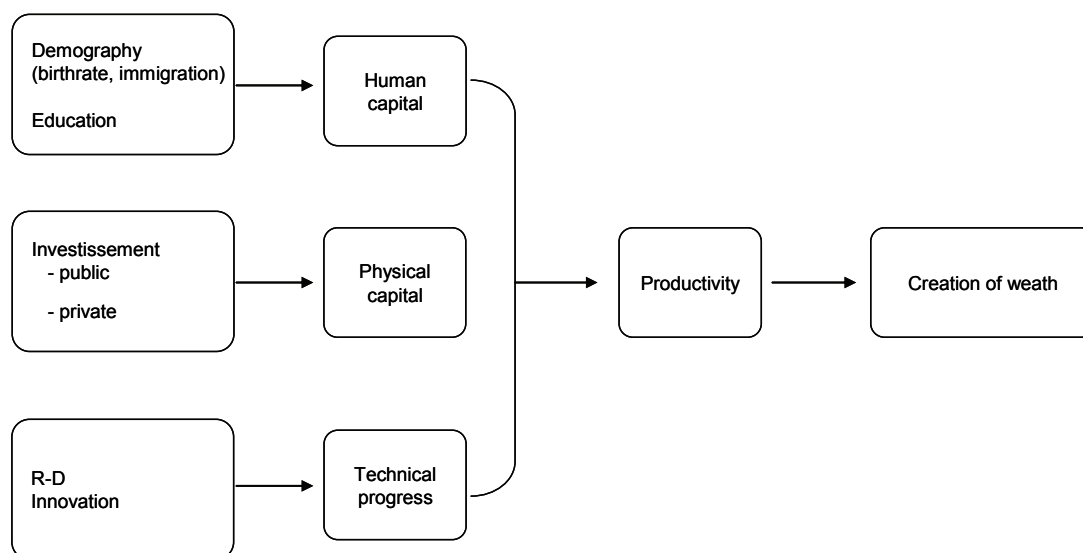 Demography
(birthrate, immigration)
Education
Human
capital
Investissement
- public
- private
Physical
capital
Productivity
Creation of weath
R-D
Innovation
Technical
progress